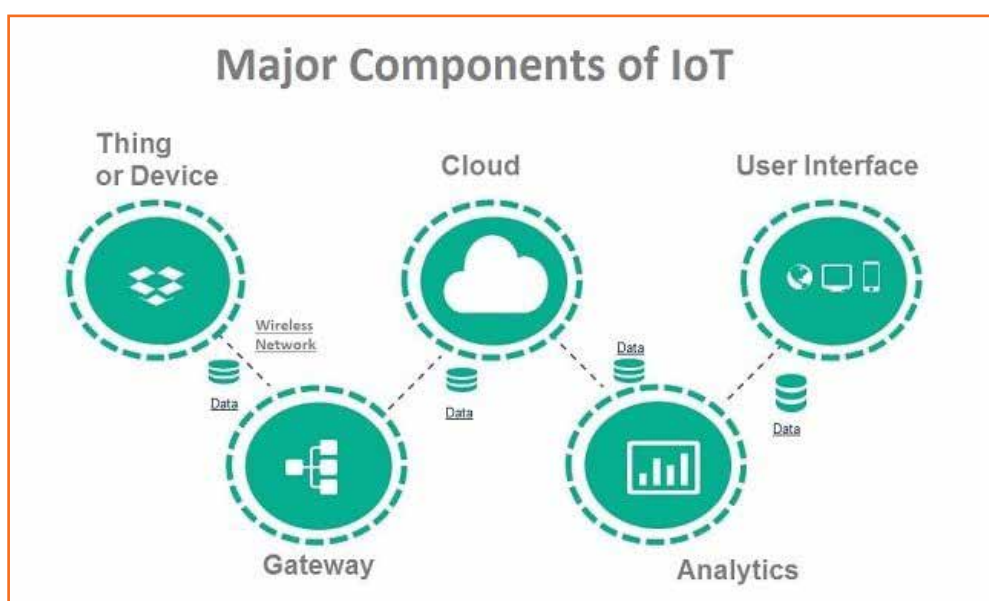 Major Components of IoT
Thing
or Device
Cloud
User Interface
Wireless
Network
Data
Data
Data
Data
Gateway
Analytics